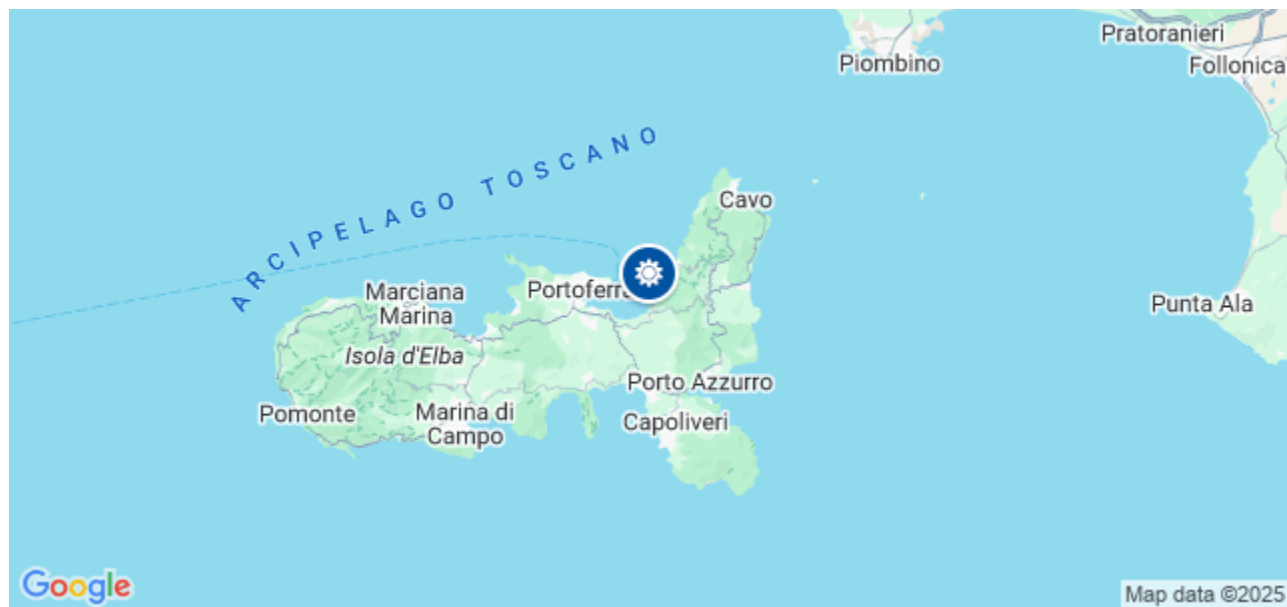 Pratoranieri
Piombino
Follonica
ARCIPELAGO TOSCANO
Cavo
Portoferra
Marciana
Marina
Punta Ala
Isola d'Elba
Porto Azzurro
Pomonte
Marina di
Campo
Capoliveri
Google
Map data ©2025